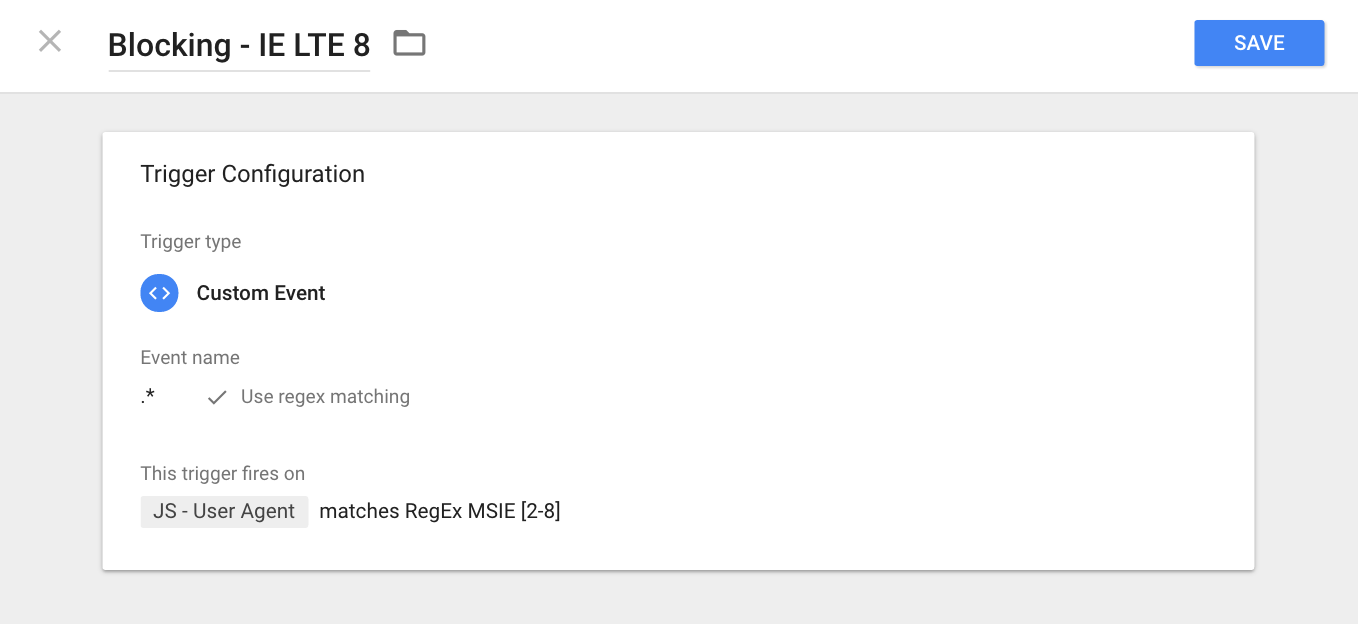 Blocking - IE LTE 8
SAVE
Trigger Configuration
Trigger type
Custom Event
Event name
.* Use regex matching
This trigger fires on
JS - User Agent matches RegEx MSIE [2-8]